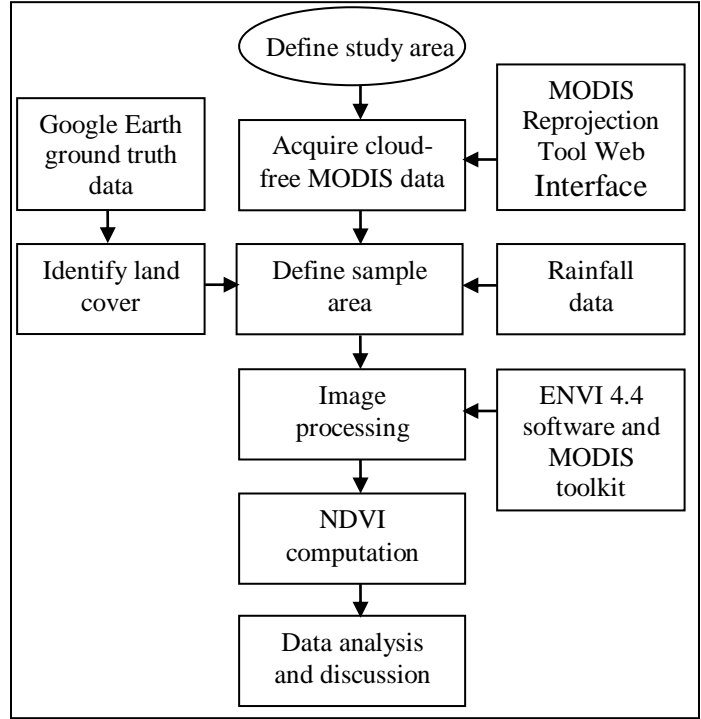 Define study area
Google Earth
ground truth
data
Acquire cloud-
free MODIS data
MODIS
Reprojection
Tool Web
Interface
Identify land
cover
Define sample
area
Rainfall
data
Image
processing
ENVI 4.4
software and
MODIS
toolkit
NDVI
computation
Data analysis
and discussion